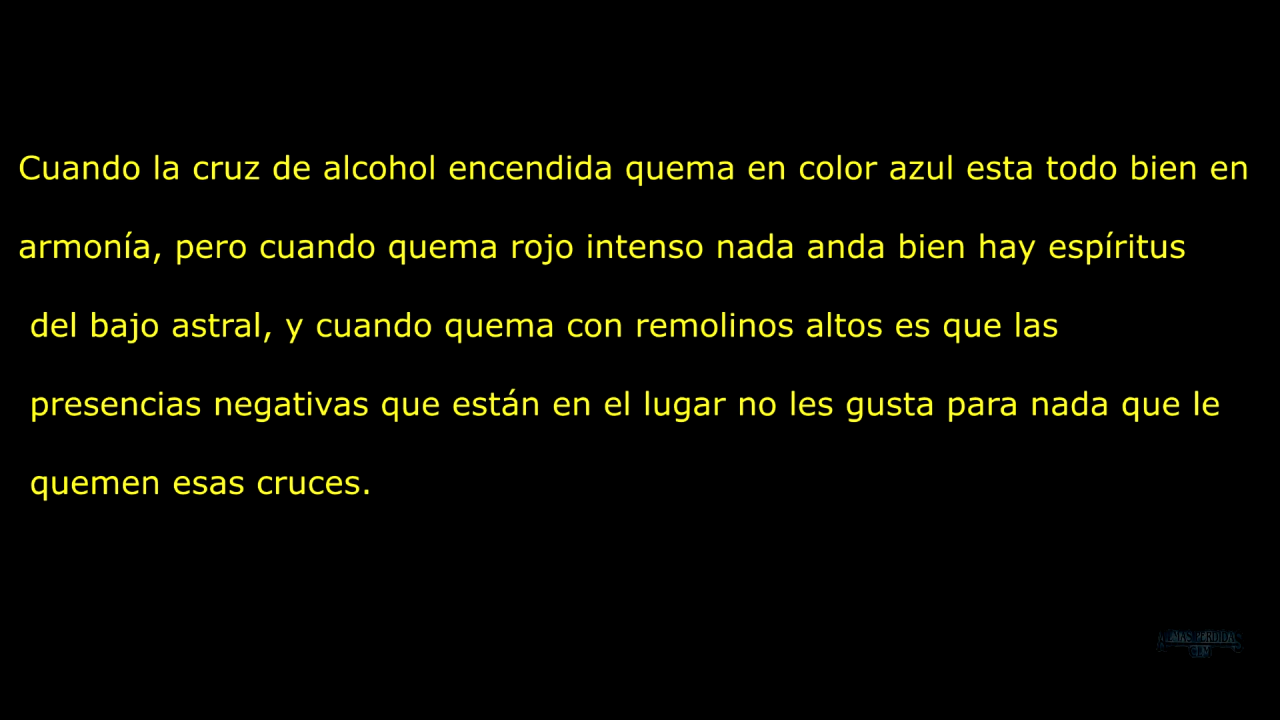 Cuando la cruz de alcohol encendida quema en color azul esta todo bien en
armonía, pero cuando quema rojo intenso nada anda bien hay espíritus
del bajo astral, y cuando quema con remolinos altos es que las
presencias negativas que están en el lugar no les gusta para nada que le
quemen esas cruces.